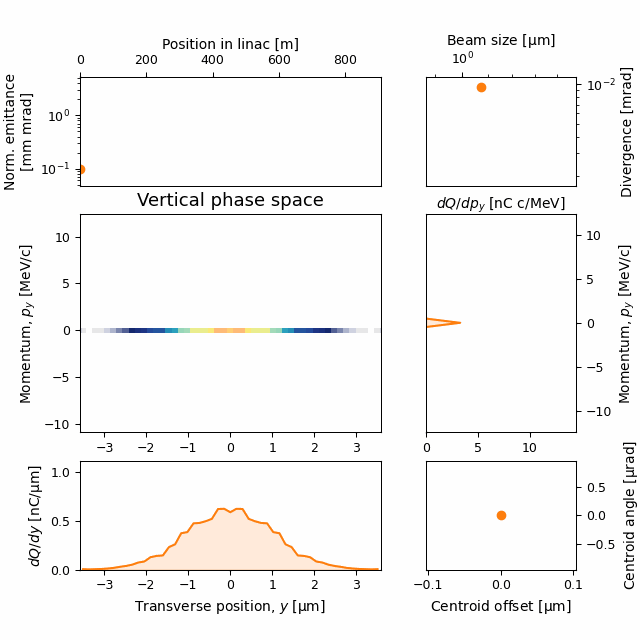 Position in linac [m]
0 200 400 600 800
Norm. emittance
[mm mrad]
10⁰
10⁻¹
Beam size [μm]
10⁰
10⁻²
Divergence [mrad]
Vertical phase space
Momentum, p_y [MeV/c]
10
5
0
−5
−10
−3 −2 −1 0 1 2 3
dQ/dp_y [nC c/MeV]
10
5
0
−5
−10
Momentum, p_y [MeV/c]
0 5 10
dQ/dy [nC/μm]
1.0
0.5
0.0
−3 −2 −1 0 1 2 3
Transverse position, y [μm]
0.5
0.0
−0.5
Centroid angle [μrad]
−0.1 0.0 0.1
Centroid offset [μm]